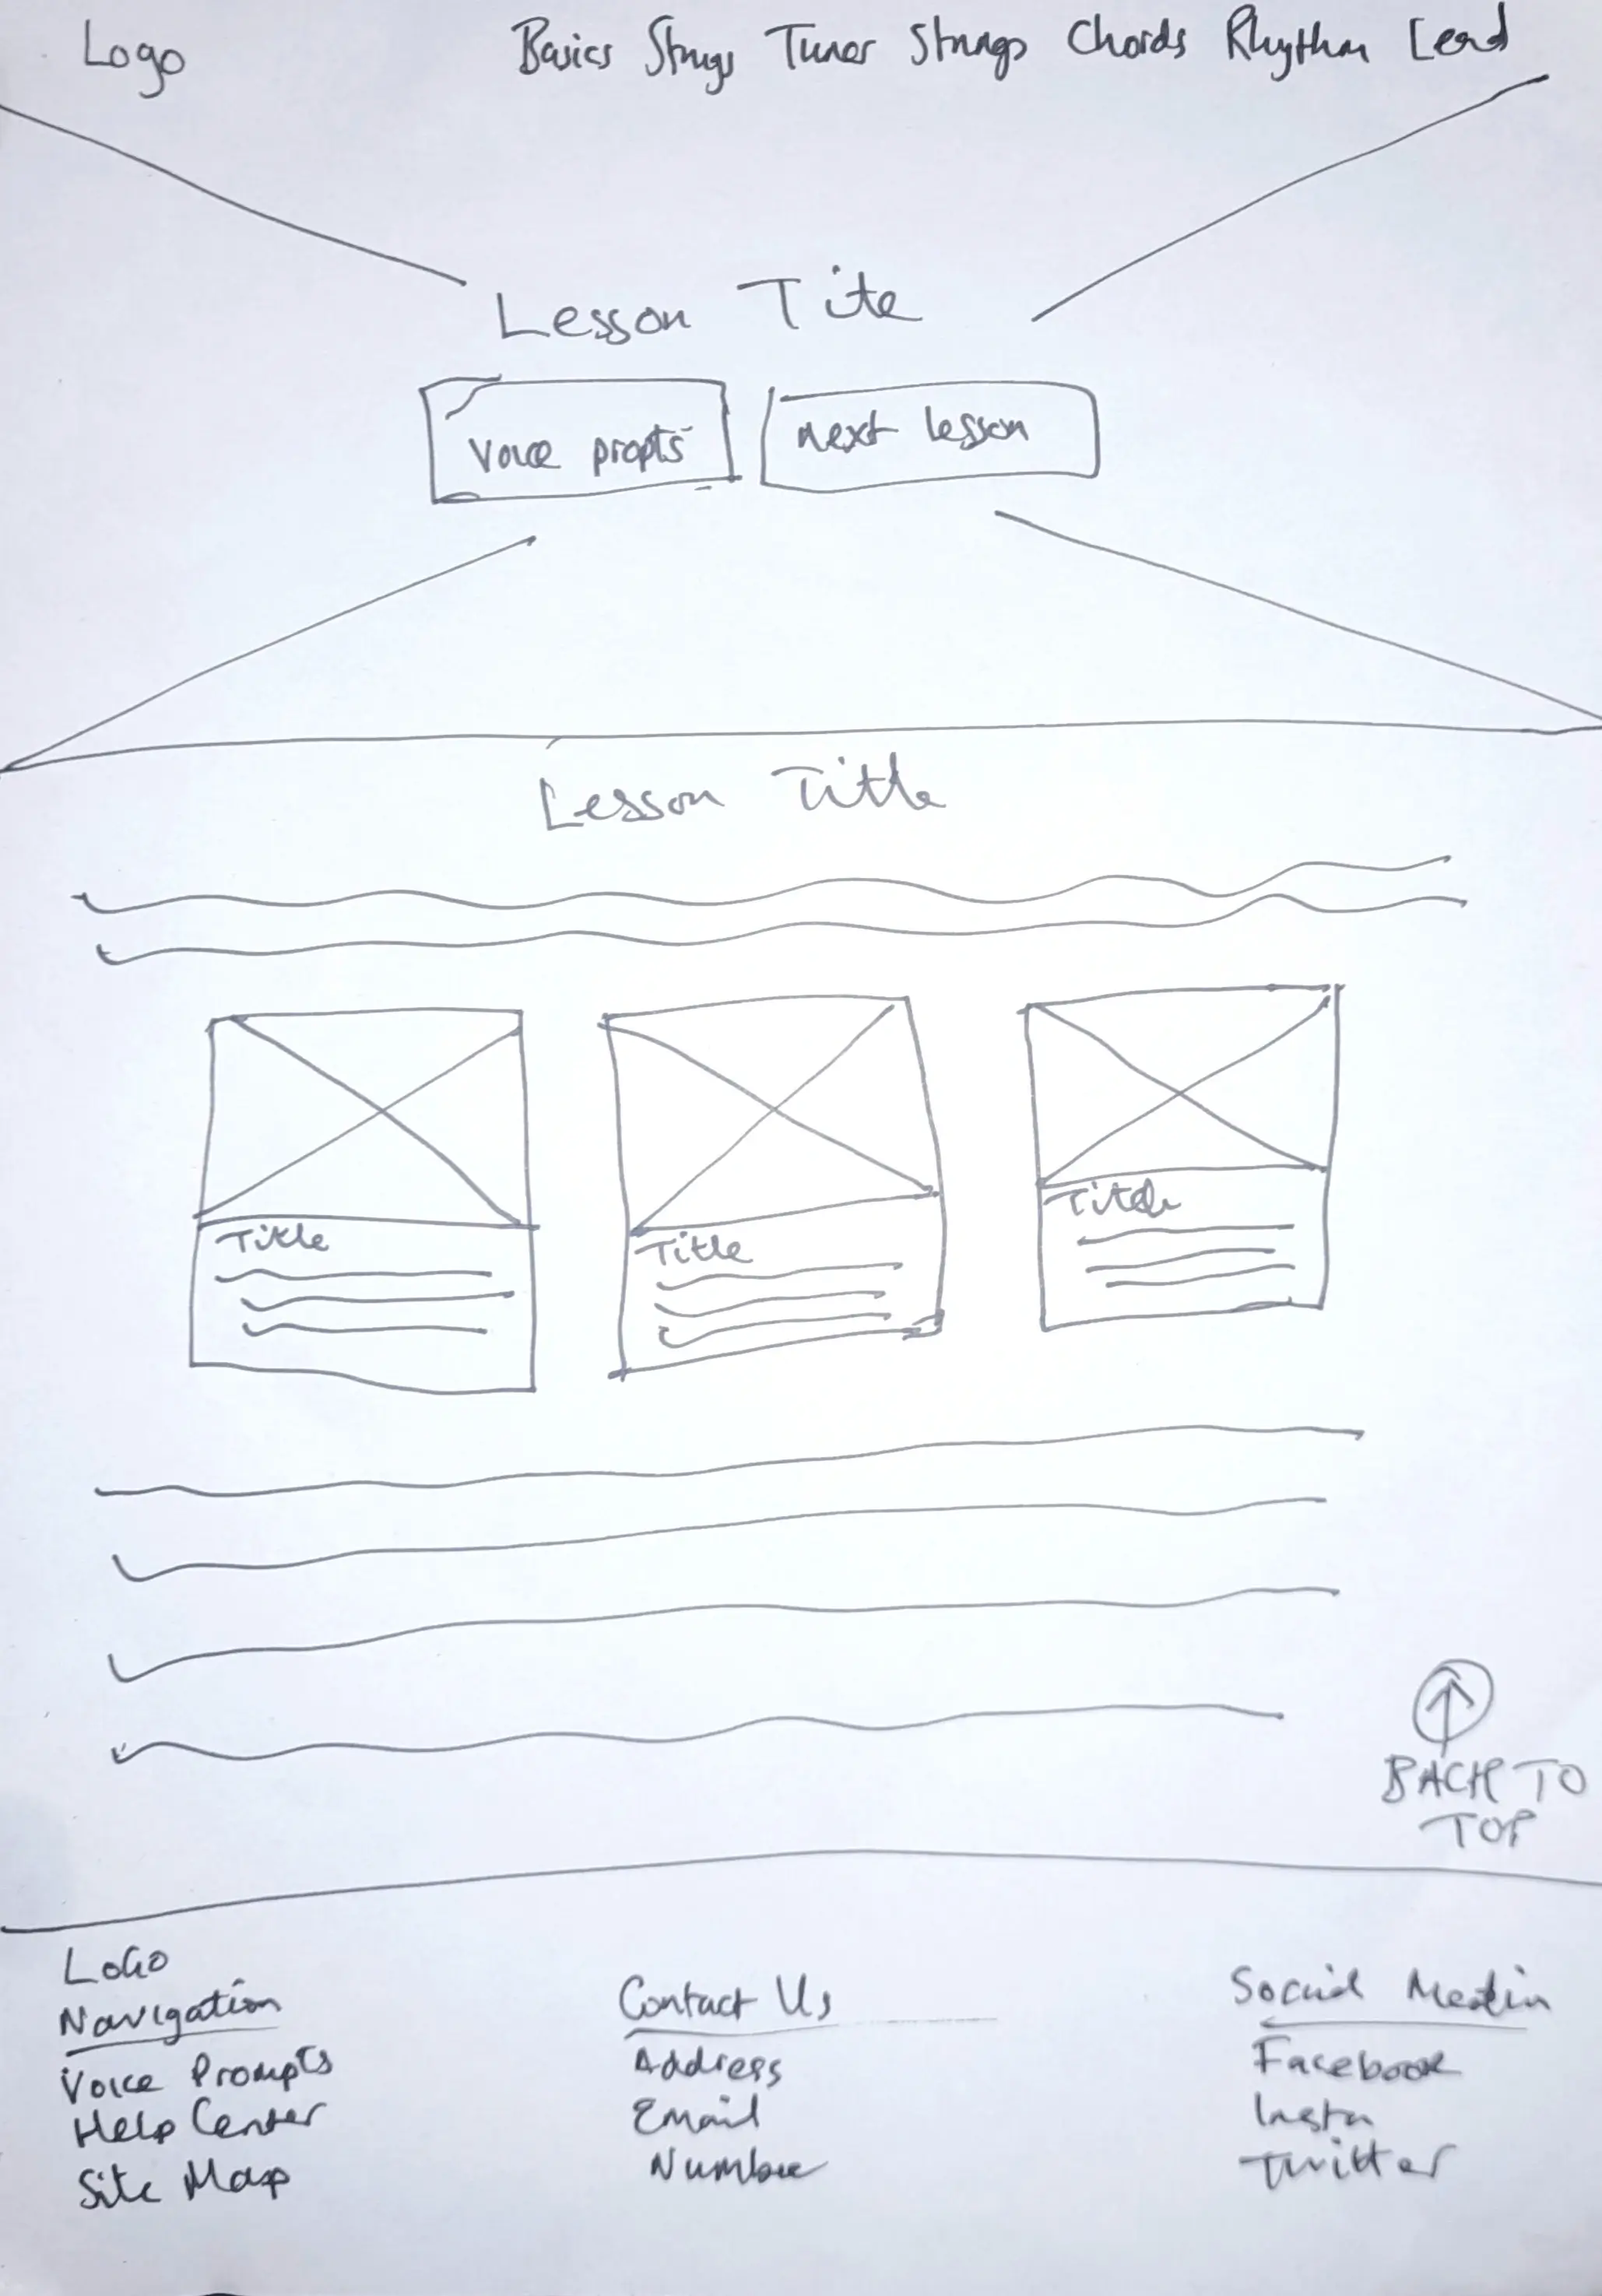 Logo Basics Strngs Tuner Strings Chords Rhythm Lead
Lesson Tite
Voice propts next lesson
Lesson Title
Title Title Title
BACK TO
TOP
LOGO
Navigation Contact Us Social Media
Voice Prompts Address Facebook
Help Center Email Insta
Site Map Number Twitter